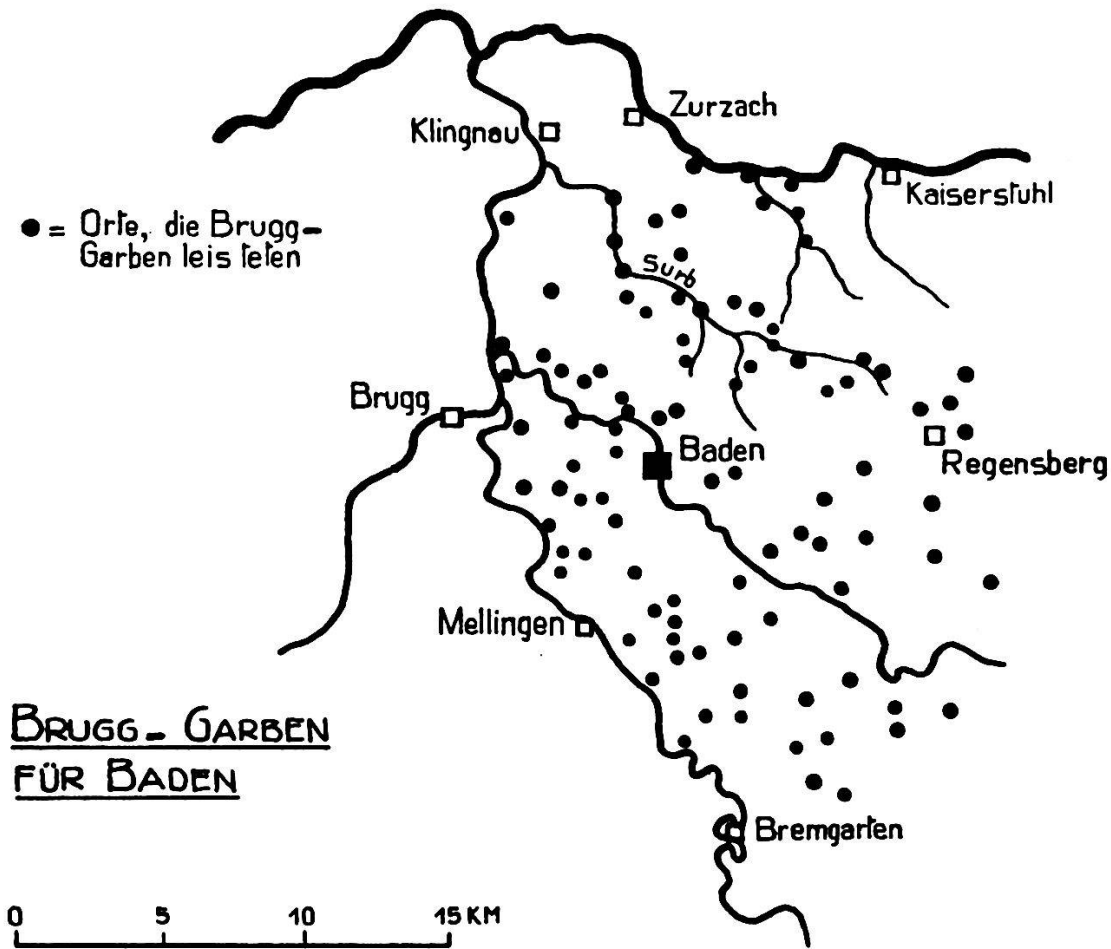 Zurzach
Klingnau
Kaiserstuhl
● = Orte, die Brugg-
Garben leisteten
Surb
Brugg
Baden
Regensberg
Mellingen
BRUGG - GARBEN
FÜR BADEN
Bremgarten
0 5 10 15 KM